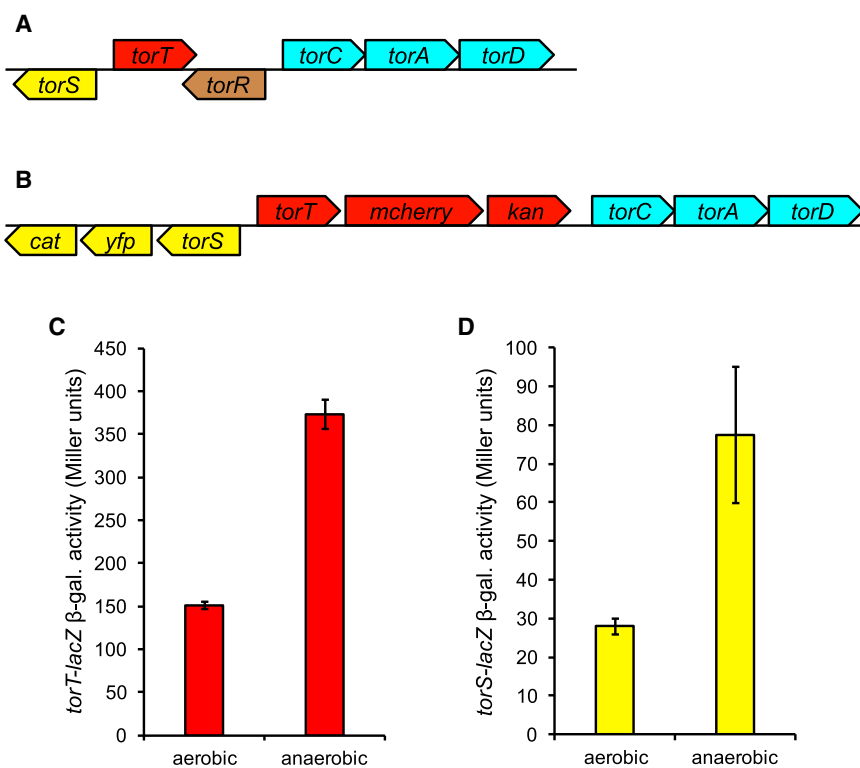 A
torT torC torA torD
torS torR
B
torT mcherry kan torC torA torD
cat yfp torS
C
torT-lacZ β-gal. activity (Miller units)
450
400
350
300
250
200
150
100
50
0
aerobic anaerobic
D
torS-lacZ β-gal. activity (Miller units)
100
90
80
70
60
50
40
30
20
10
0
aerobic anaerobic